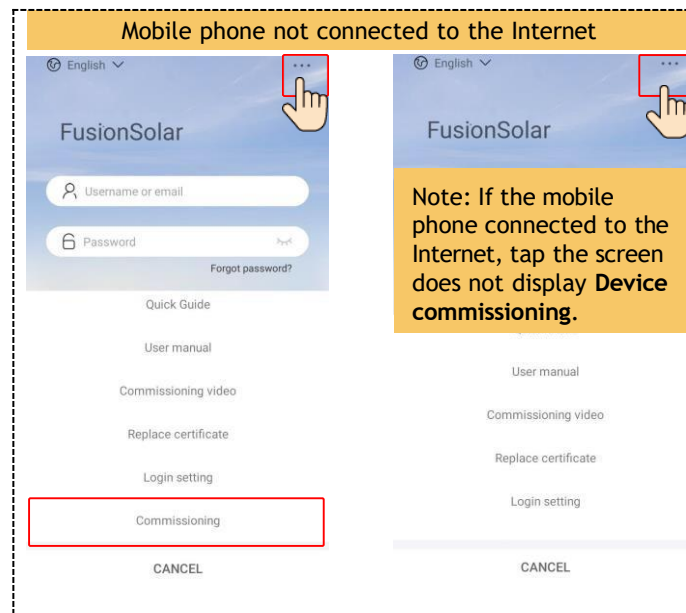 Mobile phone not connected to the Internet
English
FusionSolar
Username or email
Password
Forgot password?
Quick Guide
User manual
Commissioning video
Replace certificate
Login setting
Commissioning
CANCEL
English
FusionSolar
Note: If the mobile
phone connected to the
Internet, tap the screen
does not display Device
commissioning.
User manual
Commissioning video
Replace certificate
Login setting
CANCEL